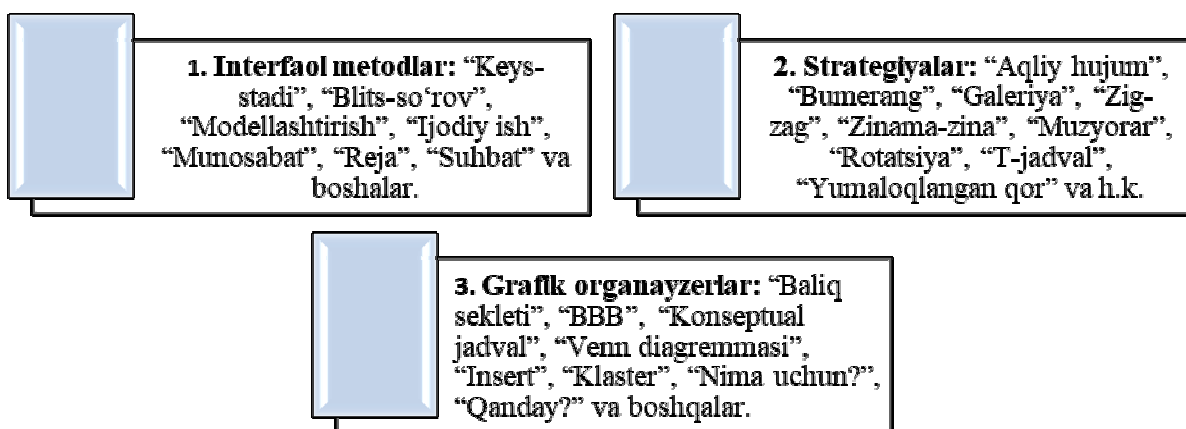 1. Interfaol metodlar: “Keys-
stadi”, “Blits-so‘rov”,
“Modellashtirish”, “Ijodiy ish”,
“Munosabat”, “Reja”, “Suhbat” va
boshalar.
2. Strategiyalar: “Aqliy hujum”,
“Bumerang”, “Galeriya”, “Zig-
zag”, “Zinama-zina”, “Muzyorar”,
“Rotatsiya”, “T-jadval”,
“Yumaloqlangan qor” va h.k.
3. Grafik organayzerlar: “Baliq
sekleti”, “BBB”, “Konseptual
jadval”, “Venn diagremmasi”,
“Insert”, “Klaster”, “Nima uchun?”,
“Qanday?” va boshqalar.